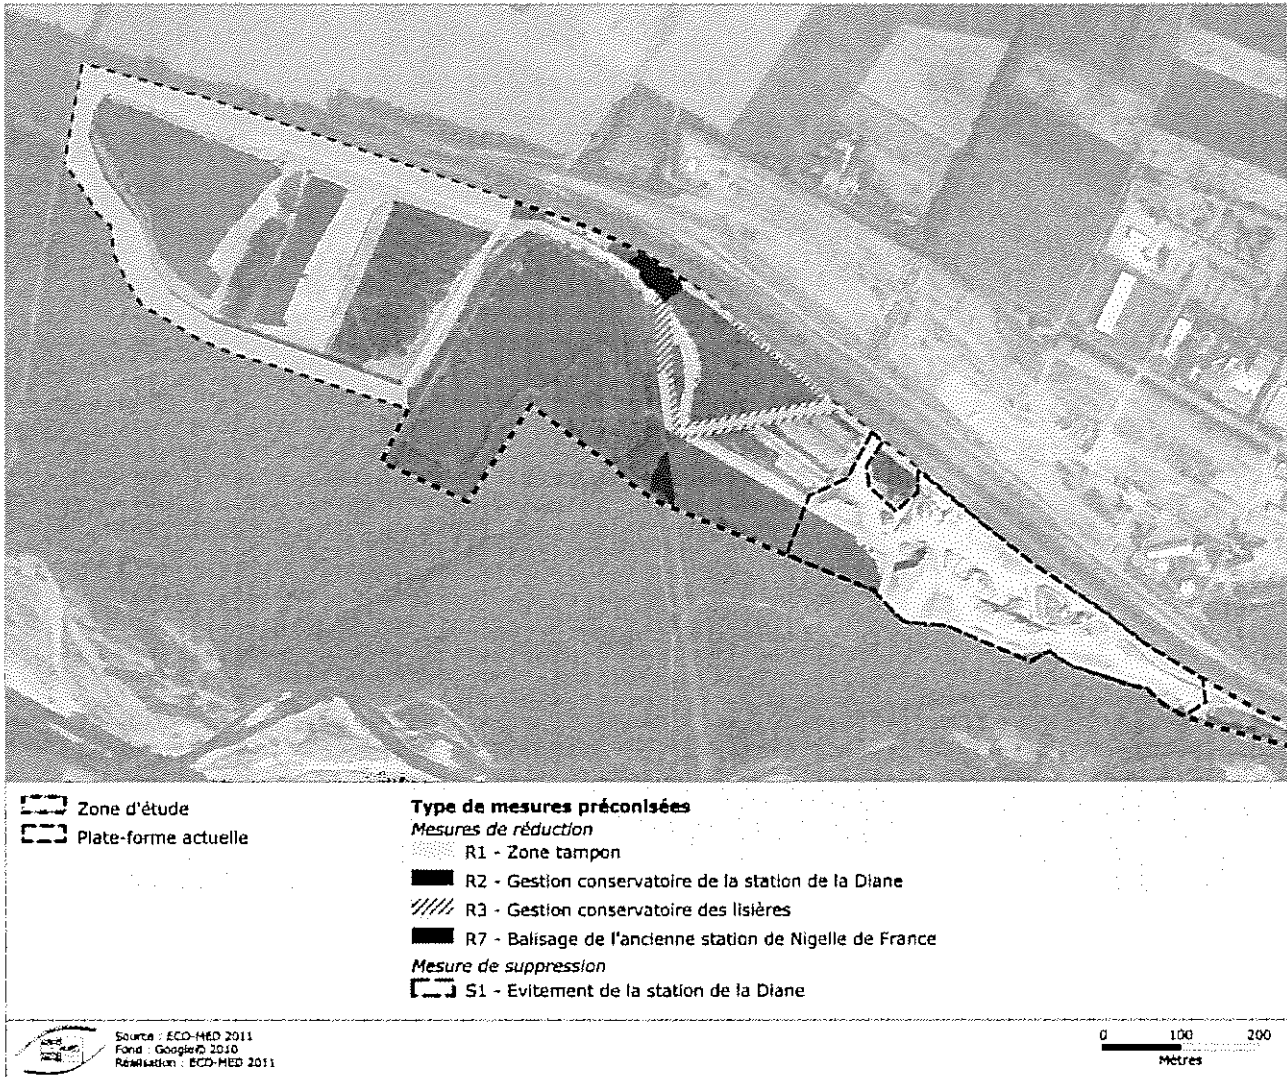 Zone d'étude
Plate-forme actuelle
Type de mesures préconisées
Mesures de réduction
R1 - Zone tampon
R2 - Gestion conservatoire de la station de la Diane
R3 - Gestion conservatoire des lisières
R7 - Balisage de l'ancienne station de Nigelle de France
Mesure de suppression
S1 - Evitement de la station de la Diane
Source : ECO-MED 2011
Fond : Google© 2010
Réalisation : ECO-MED 2011
0 100 200
Mètres